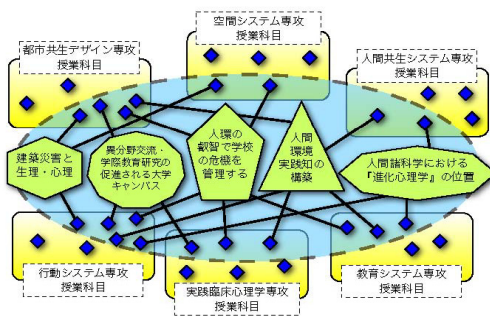 空間システム専攻
授業科目
都市共生デザイン専攻
授業科目
人間共生システム専攻
授業科目
建築災害と
生理・心理
異分野交流・
学際教育研究の
促進される大学
キャンパス
人環の
叡智で学校
の危機を
管理する
人間
環境
実践知の
構築
人間諸科学における
『進化心理学』の位置
行動システム専攻
授業科目
実践臨床心理学専攻
授業科目
教育システム専攻
授業科目